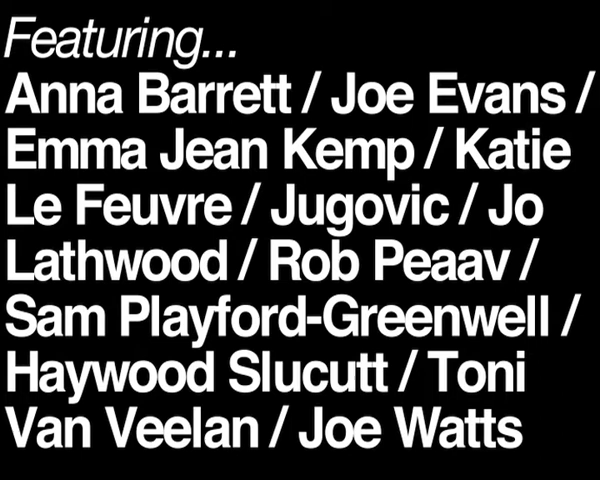 Featuring...
Anna Barrett / Joe Evans /
Emma Jean Kemp / Katie
Le Feuvre / Jugovic / Jo
Lathwood / Rob Peaav /
Sam Playford-Greenwell /
Haywood Slucutt / Toni
Van Veelan / Joe Watts